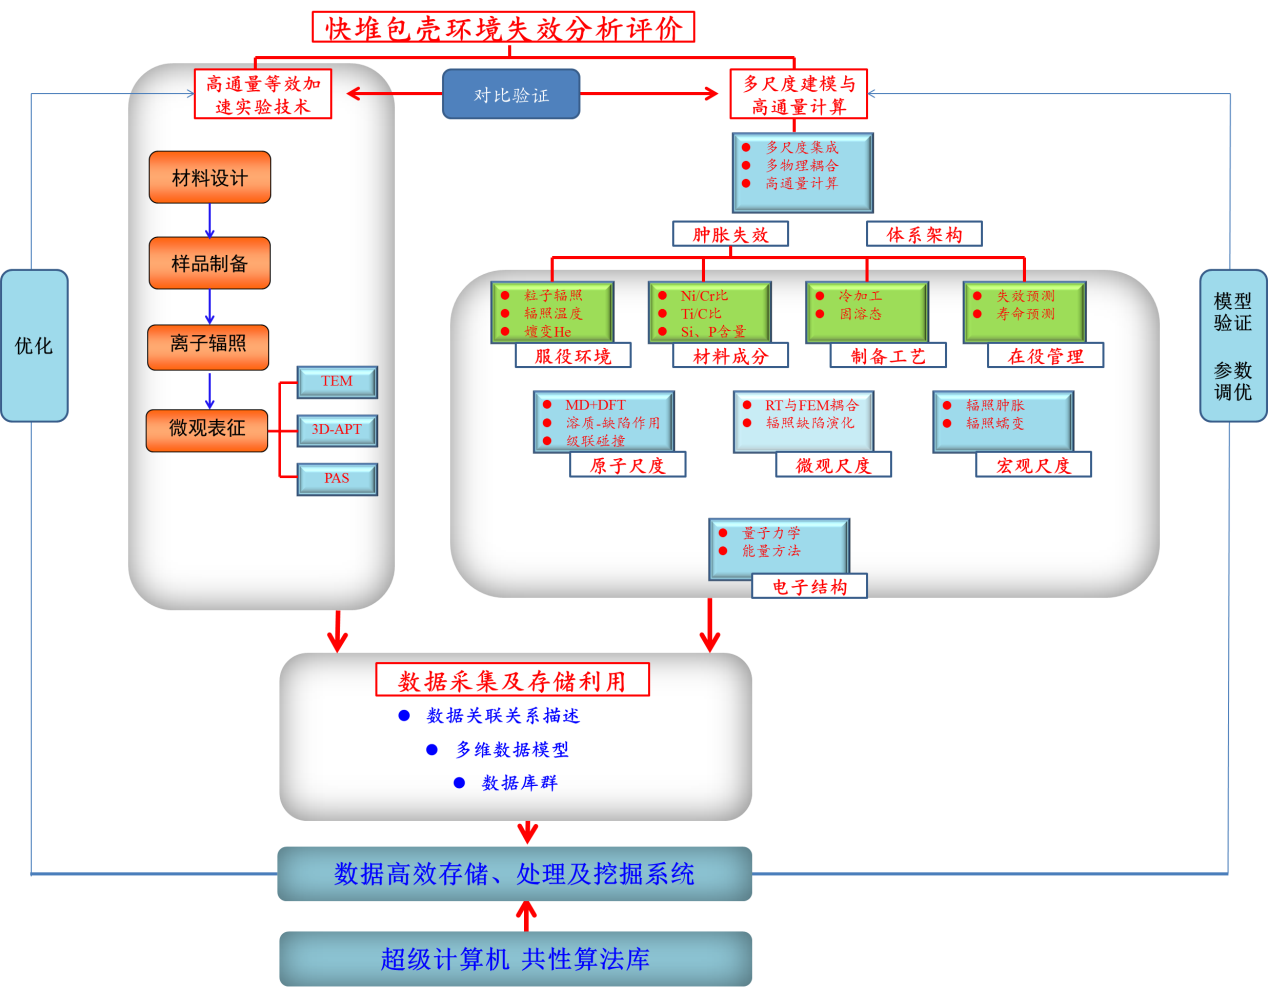 快堆包壳环境失效分析评价
高通量等效加
速实验技术
对比验证
多尺度建模与
高通量计算
多尺度集成
多物理耦合
高通量计算
材料设计
样品制备
离子辐照
微观表征
TEM
3D-APT
PAS
肿胀失效
体系架构
粒子辐照
辐照温度
嬗变He
服役环境
Ni/Cr比
Ti/C比
Si、P含量
材料成分
冷加工
固溶态
制备工艺
失效预测
寿命预测
在役管理
MD+DFT
溶质-缺陷作用
级联碰撞
原子尺度
RT与FEM耦合
辐照缺陷演化
微观尺度
辐照肿胀
辐照蠕变
宏观尺度
量子力学
能量方法
电子结构
优化
模型
验证
参数
调优
数据采集及存储利用
数据关联关系描述
多维数据模型
数据库群
数据高效存储、处理及挖掘系统
超级计算机 共性算法库